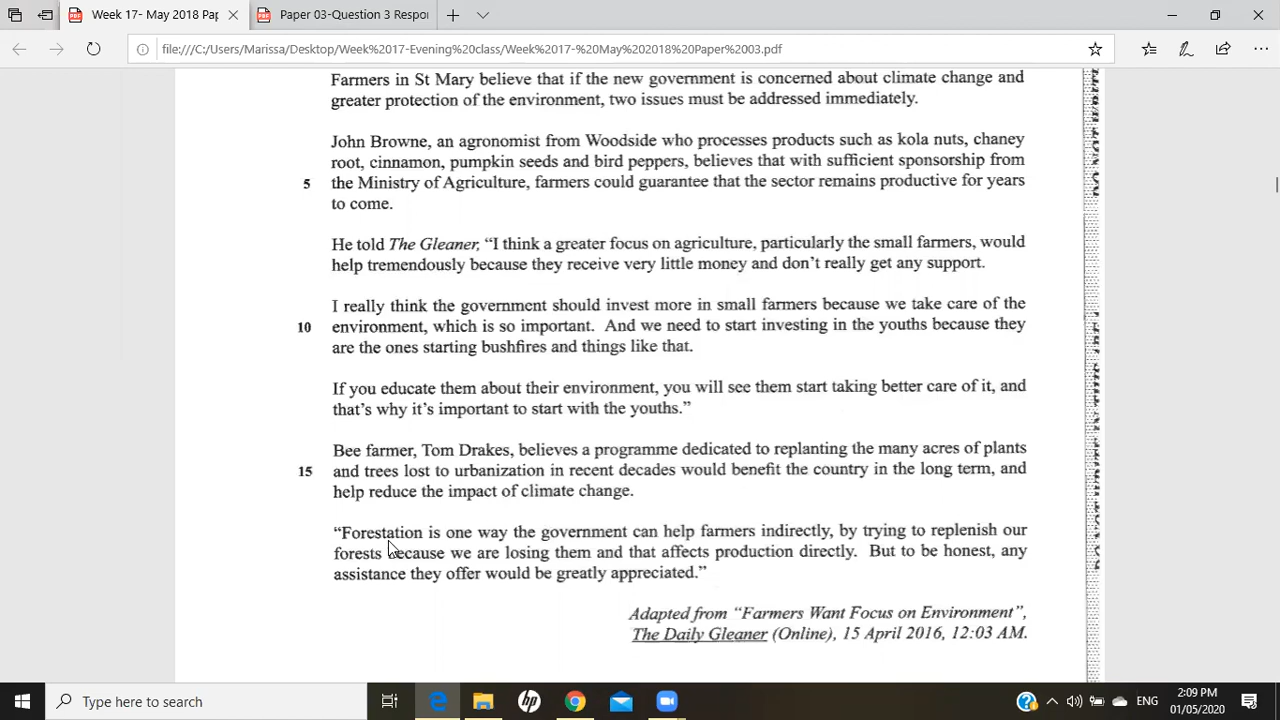 Week 17- May 2018 Pap
Paper 03-Question 3 Respon
file:///C:/Users/Marissa/Desktop/Week%2017-Evening%20class/Week%2017-%20May%202018%20Paper%2003.pdf
Farmers in St Mary believe that if the new government is concerned about climate change and
greater protection of the environment, two issues must be addressed immediately.
John Browne, an agronomist from Woodside who processes products such as kola nuts, chaney
root, cinnamon, pumpkin seeds and bird peppers, believes that with sufficient sponsorship from
5 the Ministry of Agriculture, farmers could guarantee that the sector remains productive for years
to come.
He told The Gleaner, “I think a greater focus on agriculture, particularly the small farmers, would
help tremendously because they receive very little money and don’t really get any support.
I really think the government should invest more in small farmers because we take care of the
10 environment, which is so important. And we need to start investing in the youths because they
are the ones starting bushfires and things like that.
If you educate them about their environment, you will see them start taking better care of it, and
that’s why it’s important to start with the youths.”
Bee farmer, Tom Drakes, believes a programme dedicated to replanting the many acres of plants
15 and trees lost to urbanization in recent decades would benefit the country in the long term, and
help reduce the impact of climate change.
“Forestation is one way the government can help farmers indirectly, by trying to replenish our
forests because we are losing them and that affects production directly. But to be honest, any
assistance they offer would be greatly appreciated.”
Adapted from “Farmers Want Focus on Environment”,
The Daily Gleaner (Online), 15 April 2016, 12:03 AM.
Type here to search
ENG
2:09 PM
01/05/2020